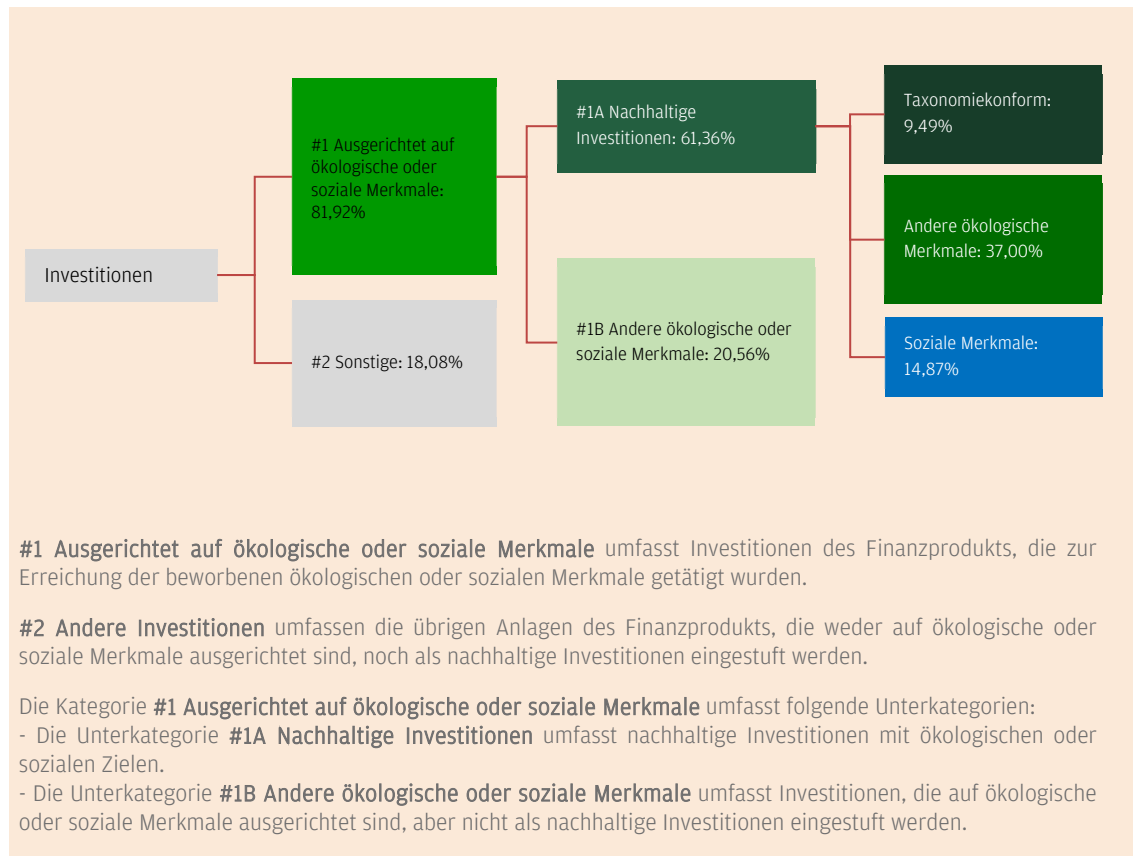 Investitionen
#1 Ausgerichtet auf
ökologische oder
soziale Merkmale:
81,92%
#2 Sonstige: 18,08%
#1A Nachhaltige
Investitionen: 61,36%
#1B Andere ökologische oder
soziale Merkmale: 20,56%
Taxonomiekonform:
9,49%
Andere ökologische
Merkmale: 37,00%
Soziale Merkmale:
14,87%
#1 Ausgerichtet auf ökologische oder soziale Merkmale umfasst Investitionen des Finanzprodukts, die zur
Erreichung der beworbenen ökologischen oder sozialen Merkmale getätigt wurden.
#2 Andere Investitionen umfassen die übrigen Anlagen des Finanzprodukts, die weder auf ökologische oder
soziale Merkmale ausgerichtet sind, noch als nachhaltige Investitionen eingestuft werden.
Die Kategorie #1 Ausgerichtet auf ökologische oder soziale Merkmale umfasst folgende Unterkategorien:
- Die Unterkategorie #1A Nachhaltige Investitionen umfasst nachhaltige Investitionen mit ökologischen oder
sozialen Zielen.
- Die Unterkategorie #1B Andere ökologische oder soziale Merkmale umfasst Investitionen, die auf ökologische
oder soziale Merkmale ausgerichtet sind, aber nicht als nachhaltige Investitionen eingestuft werden.